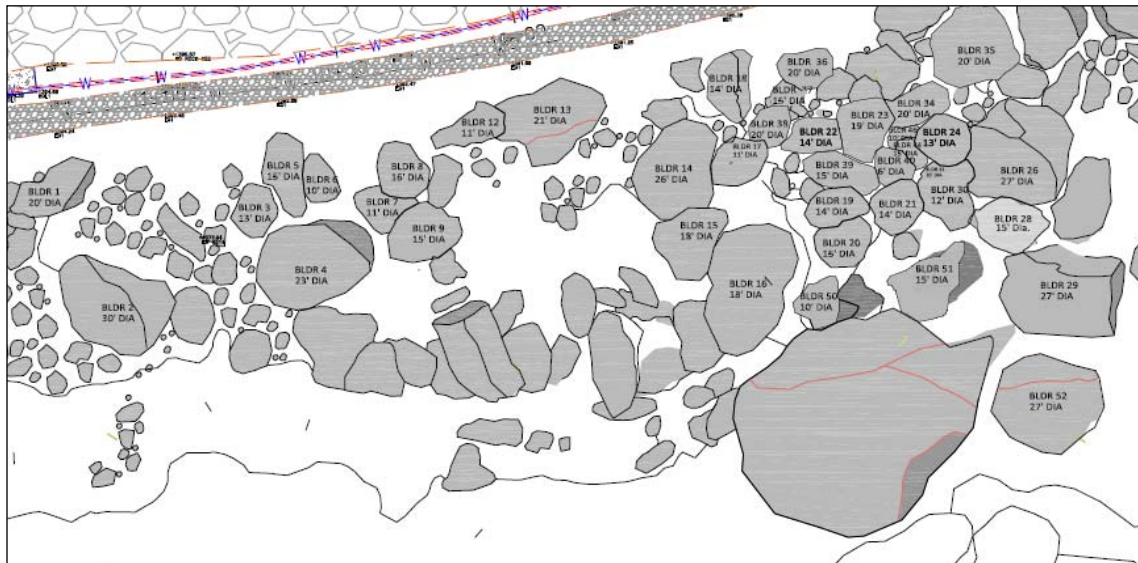 W
W
W
W
BLDR 1
20' DIA
BLDR 2
30' DIA
BLDR 3
13' DIA
BLDR 4
23' DIA
BLDR 5
16' DIA
BLDR 6
10' DIA
BLDR 7
11' DIA
BLDR 8
16' DIA
BLDR 9
15' DIA
BLDR 12
11' DIA
BLDR 13
21' DIA
BLDR 14
26' DIA
BLDR 15
18' DIA
BLDR 16
18' DIA
BLDR 17
11' DIA
14' DIA
BLDR 36
20' DIA
16' DIA
BLDR 38
20' DIA
BLDR 22
14' DIA
BLDR 23
19' DIA
BLDR 34
20' DIA
BLDR 35
20' DIA
BLDR 24
13' DIA
BLDR 39
15' DIA
BLDR 40
6' DIA
BLDR 19
14' DIA
BLDR 20
16' DIA
BLDR 21
14' DIA
BLDR 30
12' DIA
BLDR 26
27' DIA
BLDR 28
15' Dia.
BLDR 29
27' DIA
BLDR 50
10' DIA
BLDR 51
15' DIA
BLDR 52
27' DIA